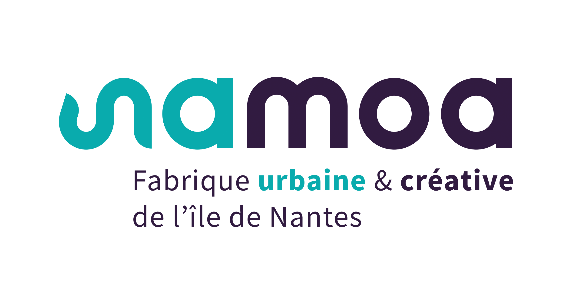 samoa
Fabrique urbaine & créative
de l'île de Nantes